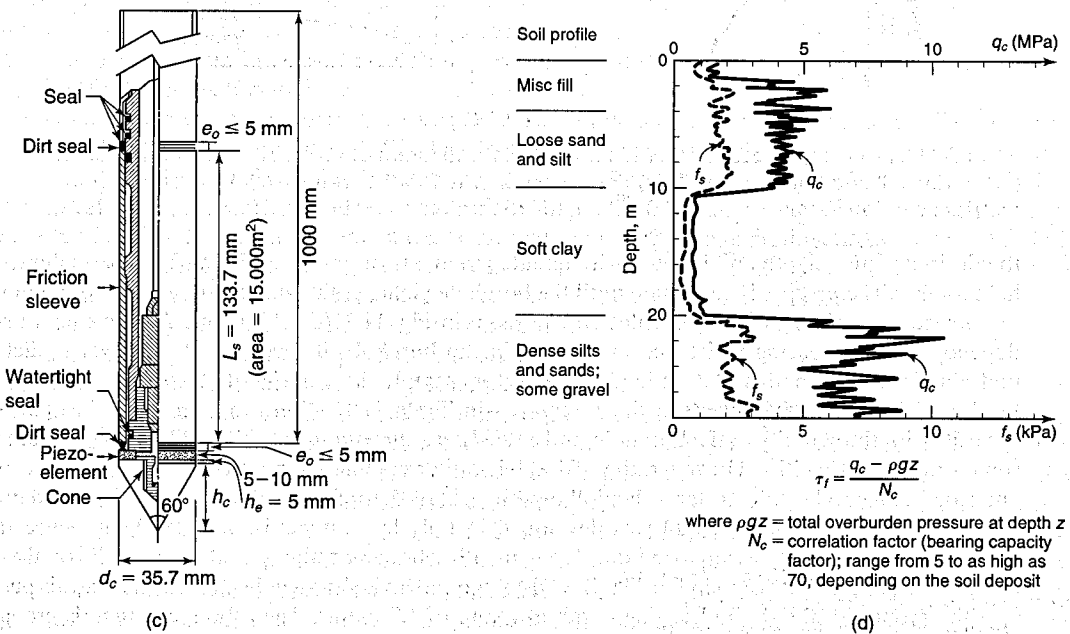 Seal
Dirt seal
Friction
sleeve
Watertight
seal
Dirt seal
Piezo-
element
Cone
60°
d_c = 35.7 mm
e_o ≤ 5 mm
L_s = 133.7 mm
(area = 15.000m²)
1000 mm
e_o ≤ 5 mm
5–10 mm
h_e = 5 mm
h_c
(c)
Soil profile
Misc fill
Loose sand
and silt
Soft clay
Dense silts
and sands;
some gravel
0 5 10 q_c (MPa)
0
10
20
Depth, m
f_s
q_c
f_s
q_c
0 2 4 6 8 10 f_s (kPa)
τ_f = (q_c − ρgz) / N_c
where ρgz = total overburden pressure at depth z
N_c = correlation factor (bearing capacity
factor); range from 5 to as high as
70, depending on the soil deposit
(d)